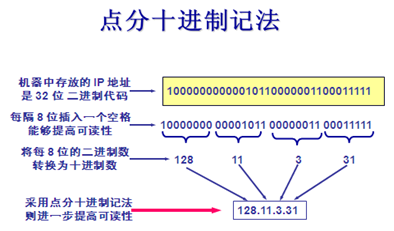 点分十进制记法
机器中存放的 IP 地址
是 32 位 二进制代码
10000000000010110000001100011111
每隔 8 位插入一个空格
能够提高可读性
10000000 00001011 00000011 00011111
将每 8 位的二进制数
转换为十进制数
128 11 3 31
采用点分十进制记法
则进一步提高可读性
128.11.3.31